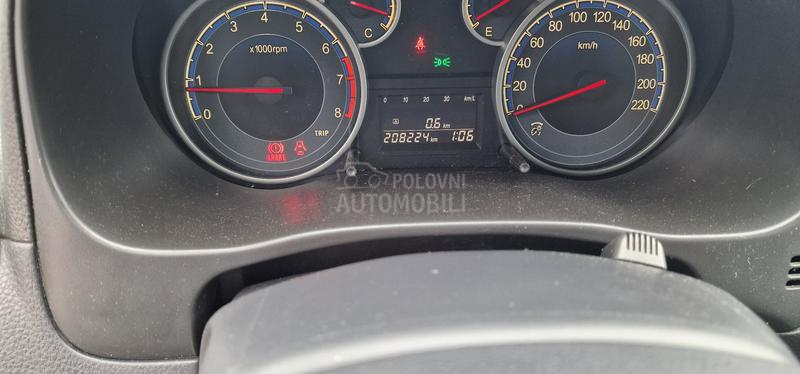 x1000rpm
0 1 2 3 4 5 6 7 8
TRIP
BRAKE
C
E
0 10 20 30 km/L
A 0.6 km
208224 km 1:06
km/h
0 20 40 60 80 100 120 140 160 180 200 220
POLOVNI
AUTOMOBILI